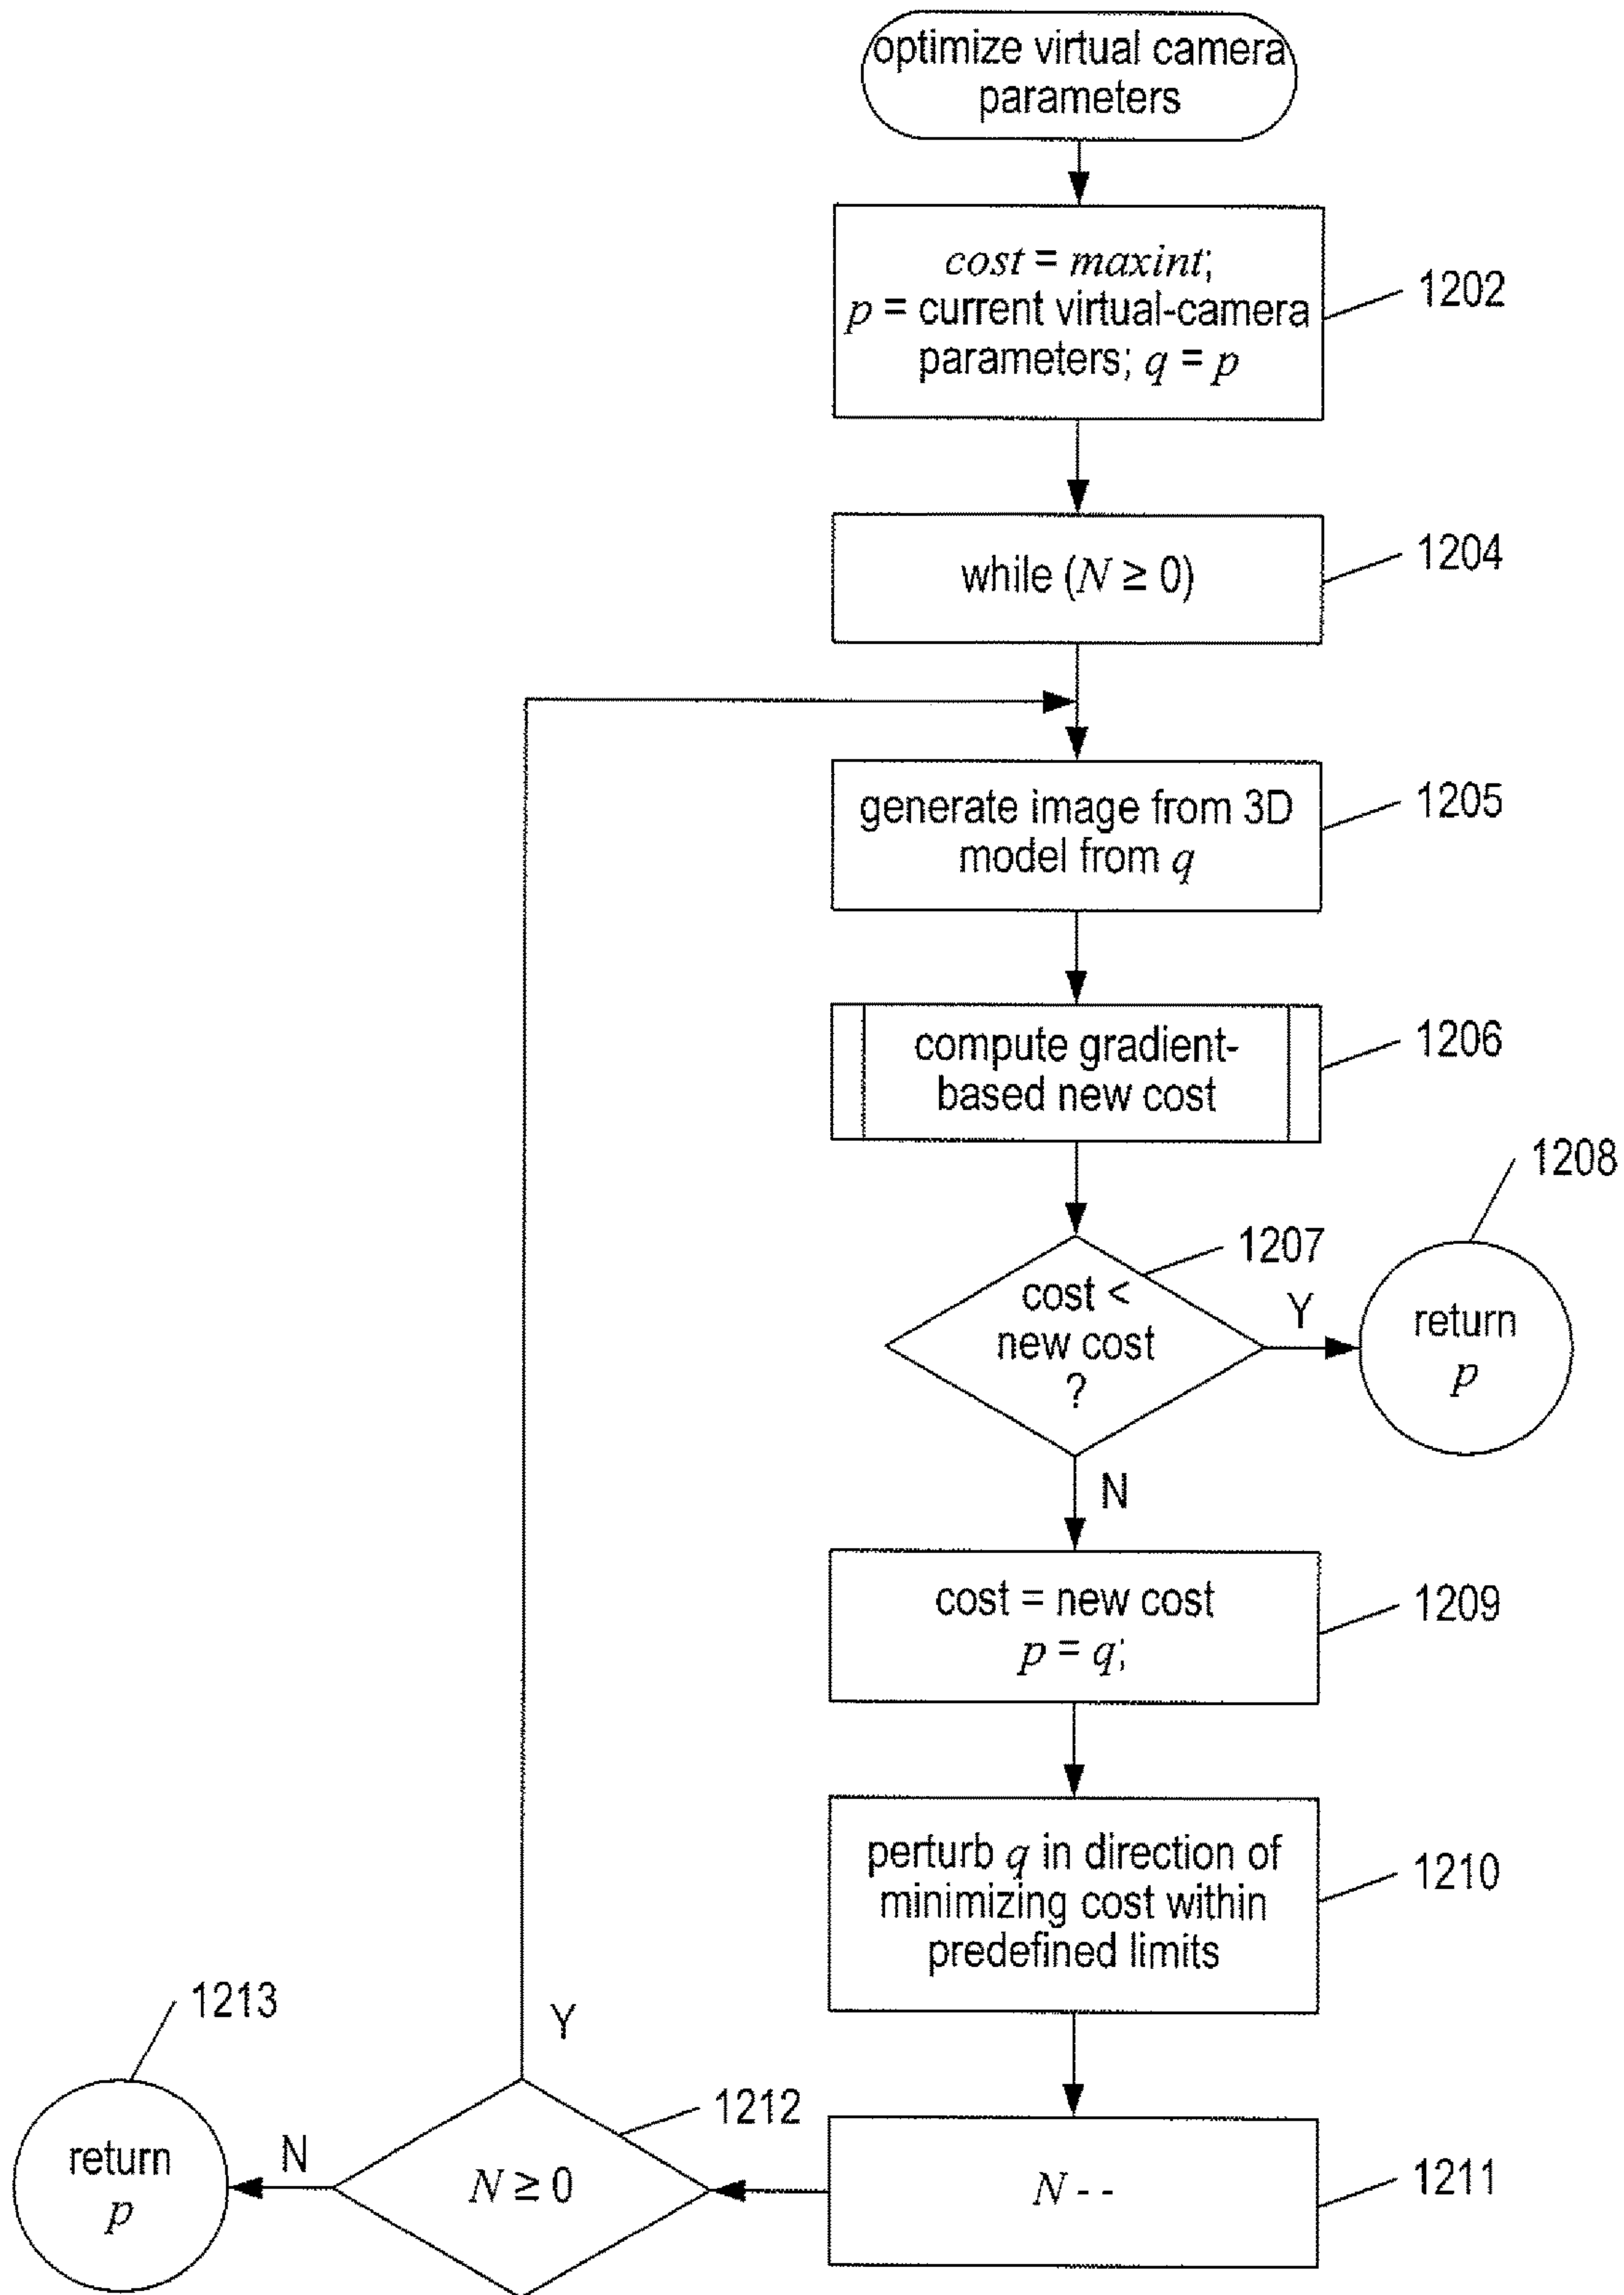 optimize virtual camera
parameters
cost = maxint;
p = current virtual-camera
parameters; q = p
1202
while (N ≥ 0)
1204
generate image from 3D
model from q
1205
compute gradient-
based new cost
1206
1208
1207
cost <
new cost
?
Y
return
p
N
cost = new cost
p = q;
1209
perturb q in direction of
minimizing cost within
predefined limits
1210
Y
1213
return
p
N
1212
N ≥ 0
N - -
1211